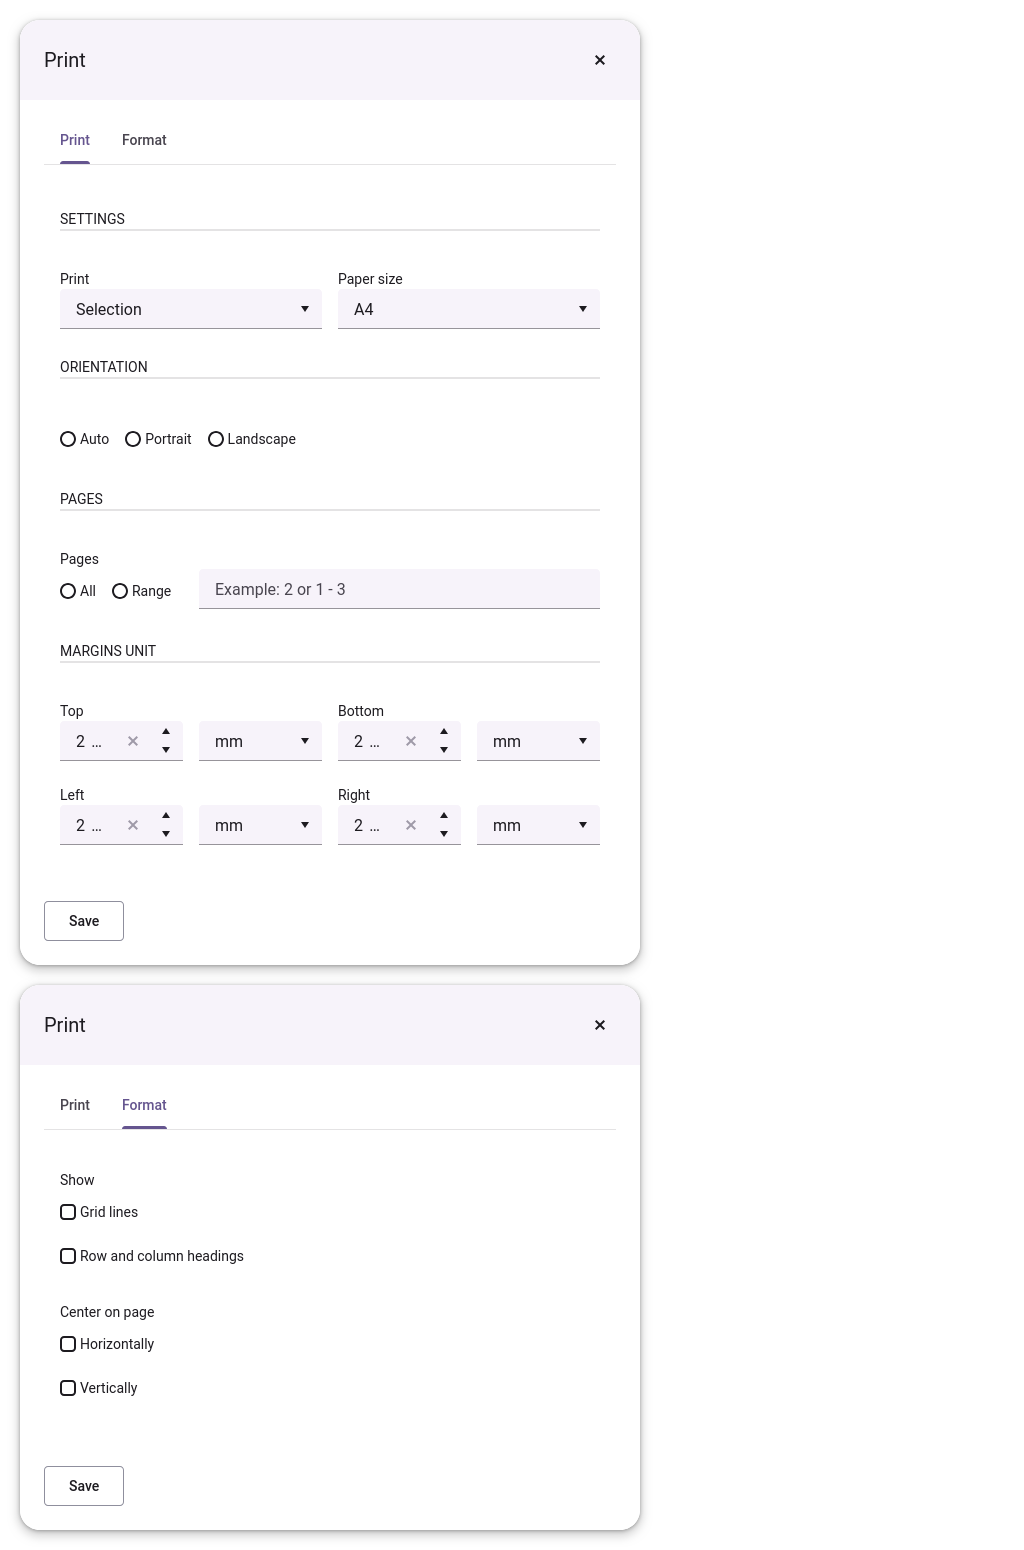 Print
Print Format
SETTINGS
Print Paper size
Selection A4
ORIENTATION
Auto Portrait Landscape
PAGES
Pages
All Range Example: 2 or 1 - 3
MARGINS UNIT
Top Bottom
2 ... mm 2 ... mm
Left Right
2 ... mm 2 ... mm
Save
Print
Print Format
Show
Grid lines
Row and column headings
Center on page
Horizontally
Vertically
Save